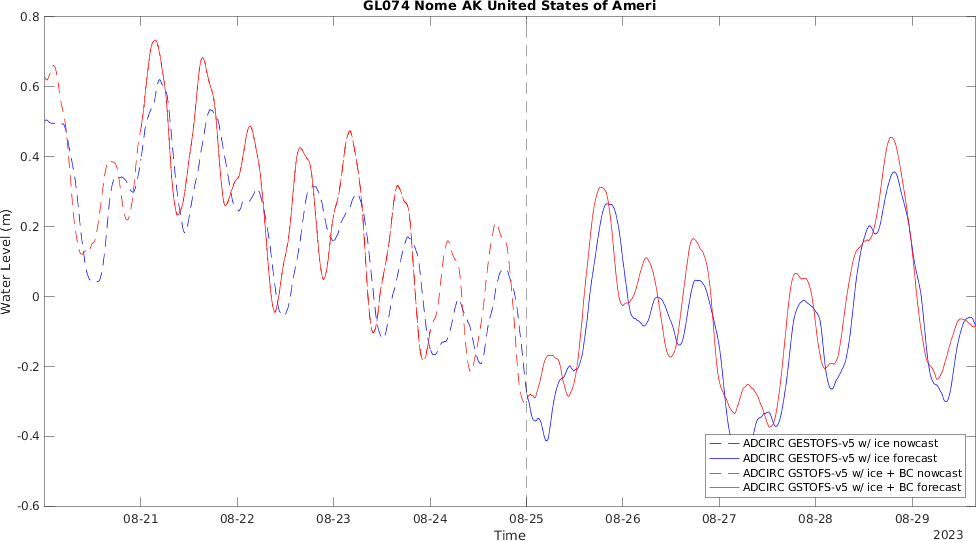 GL074 Nome AK United States of Ameri
0.8
0.6
0.4
0.2
0
-0.2
-0.4
-0.6
Water Level (m)
ADCIRC GESTOFS-v5 w/ ice nowcast
ADCIRC GESTOFS-v5 w/ ice forecast
ADCIRC GSTOFS-v5 w/ ice + BC nowcast
ADCIRC GSTOFS-v5 w/ ice + BC forecast
08-21 08-22 08-23 08-24 08-25 08-26 08-27 08-28 08-29
Time
2023